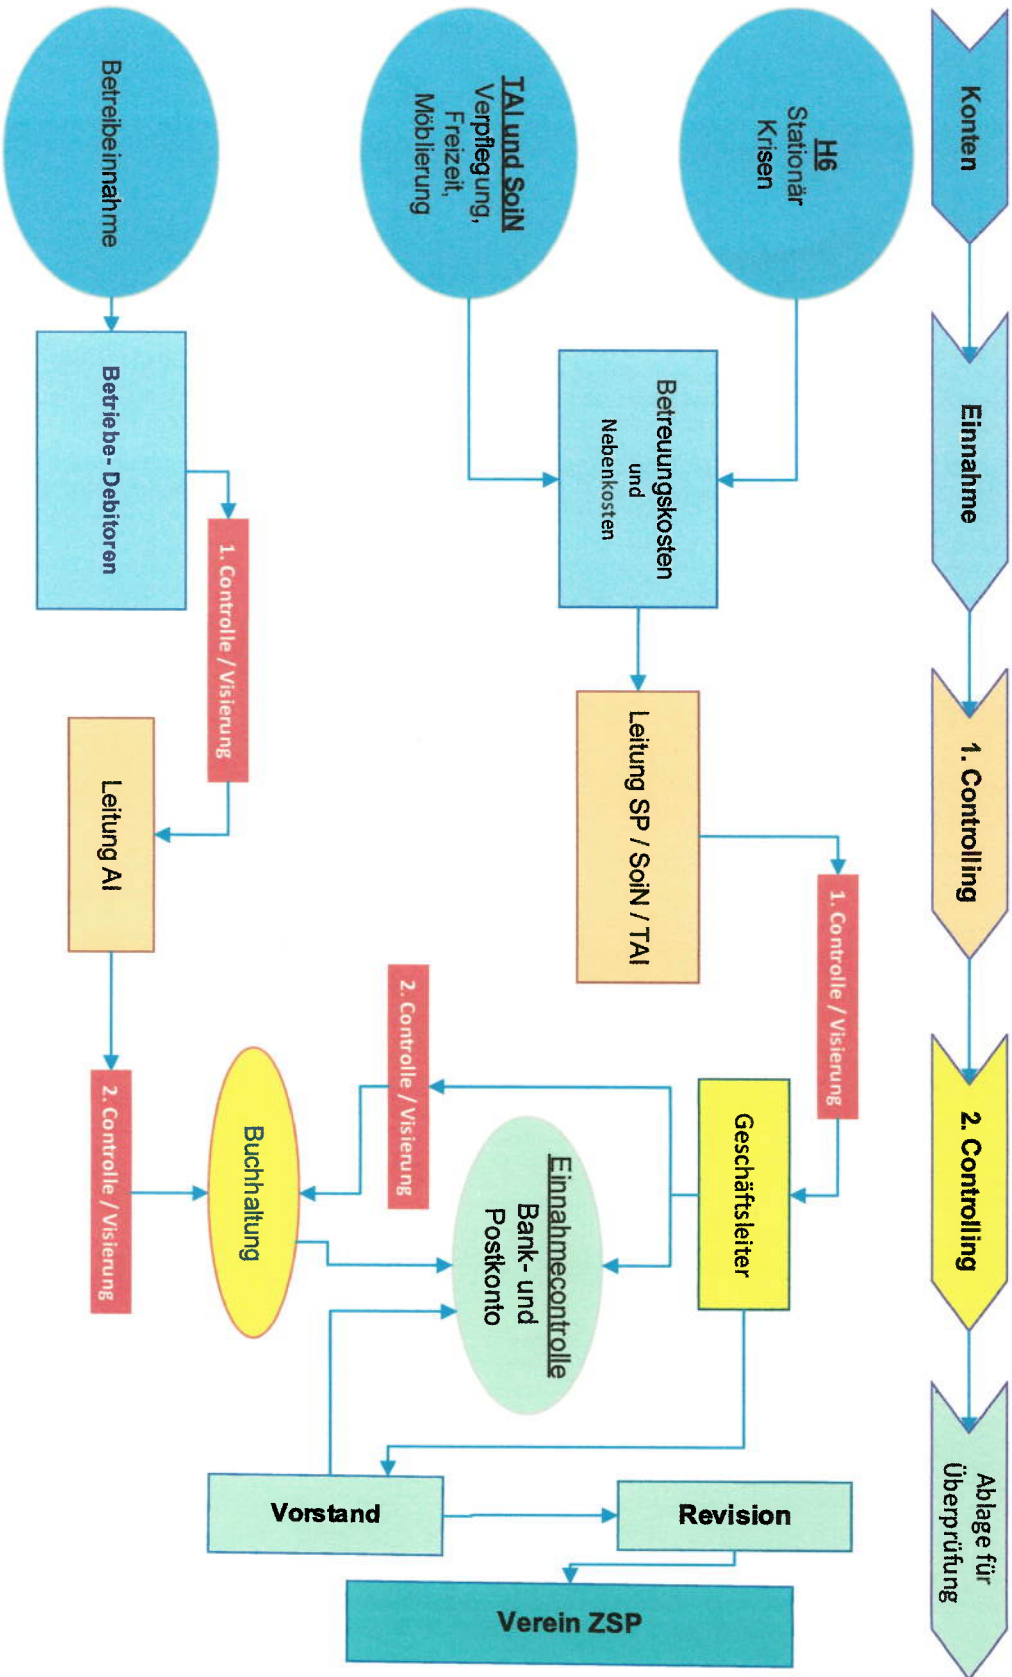 Konten
Einnahme
1. Controlling
2. Controlling
Ablage für
Überprüfung
H6
Stationär
Krisen
TAI und SoiN
Verpflegung,
Freizeit,
Möblierung
Betreibeinnahme
Betreuungskosten
und
Nebenkosten
Betriebe- Debitoren
1. Controlle / Visierung
Leitung SP / SoiN / TAI
1. Controlle / Visierung
Leitung AI
2. Controlle / Visierung
Geschäftsleiter
2. Controlle / Visierung
Einnahmecontrolle
Bank- und
Postkonto
Buchhaltung
Vorstand
Revision
Verein ZSP